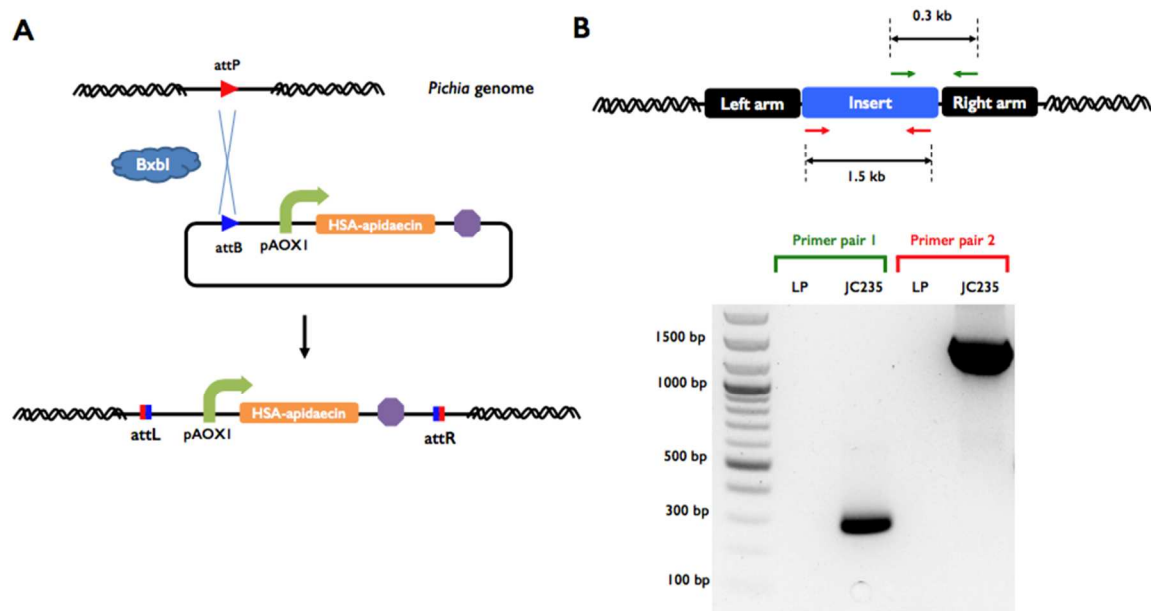 A
attP
Pichia genome
BxbI
attB
pAOX1
HSA-apidaecin
attL
pAOX1
HSA-apidaecin
attR
B
0.3 kb
Left arm
Insert
Right arm
1.5 kb
Primer pair 1
Primer pair 2
LP
JC235
LP
JC235
1500 bp
1000 bp
500 bp
300 bp
100 bp